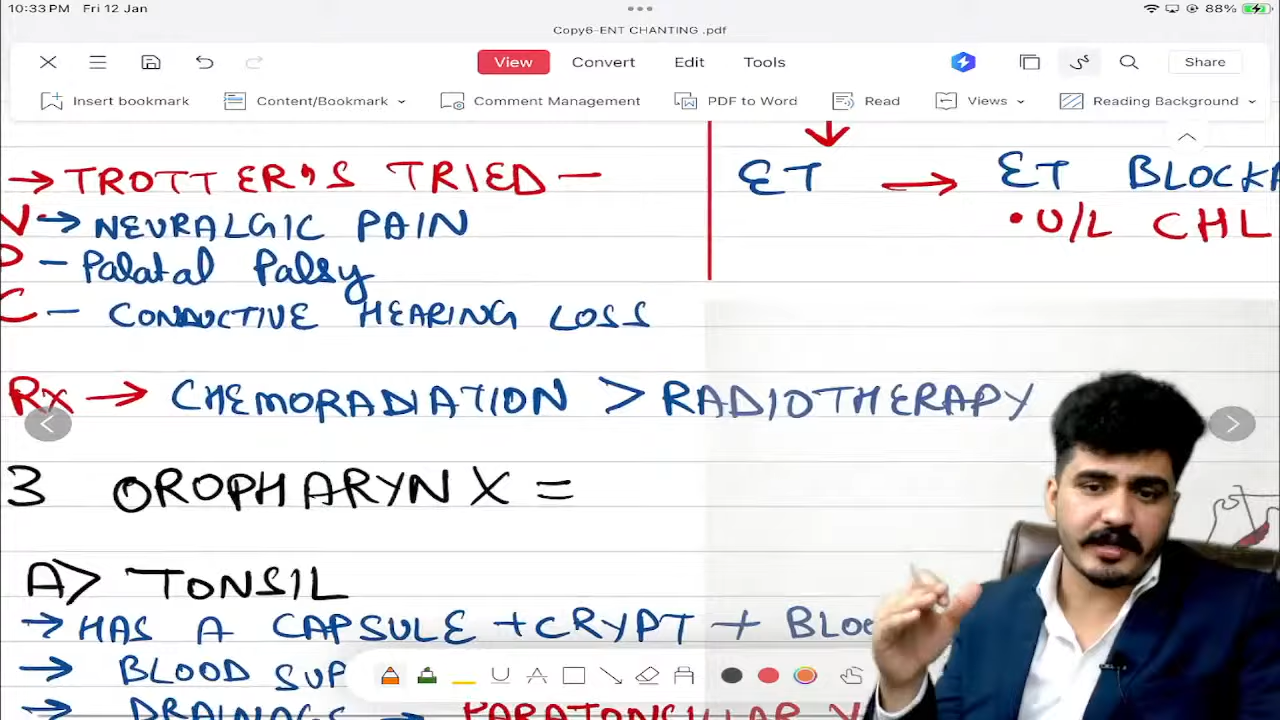 10:33 PM Fri 12 Jan
88%
Copy6-ENT CHANTING .pdf
View Convert Edit Tools Share
Insert bookmark Content/Bookmark Comment Management PDF to Word Read Views Reading Background
→ TROTTER'S TRIED —
N → NEURALGIC PAIN
— Palatal Palsy
C — CONDUCTIVE HEARING LOSS
ET → ET BLOCKA
• U/L CHL
Rx → CHEMORADIATION > RADIOTHERAPY
3 OROPHARYNX =
A> TONSIL
→ HAS A CAPSULE + CRYPT + BLOO
→ BLOOD SUP
→ DRAINAGE → PARATONSILLAR V